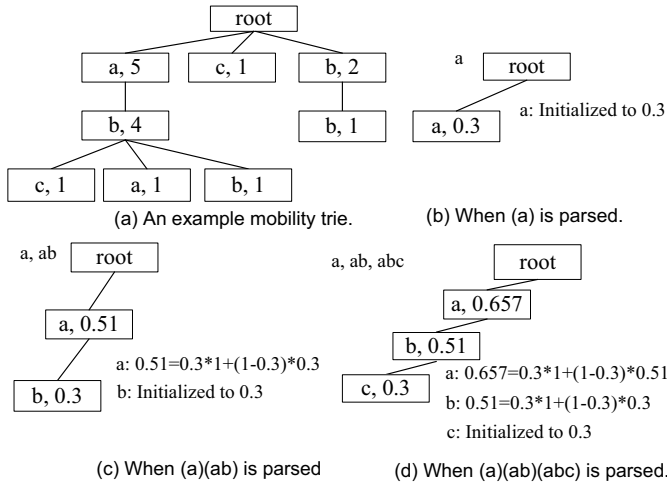 root
a, 5
c, 1
b, 2
b, 4
b, 1
c, 1
a, 1
b, 1
(a) An example mobility trie.
a
root
a: Initialized to 0.3
a, 0.3
(b) When (a) is parsed.
a, ab
root
a, 0.51
a: 0.51=0.3*1+(1-0.3)*0.3
b, 0.3
b: Initialized to 0.3
(c) When (a)(ab) is parsed
a, ab, abc
root
a, 0.657
b, 0.51
c, 0.3
a: 0.657=0.3*1+(1-0.3)*0.51
b: 0.51=0.3*1+(1-0.3)*0.3
c: Initialized to 0.3
(d) When (a)(ab)(abc) is parsed.